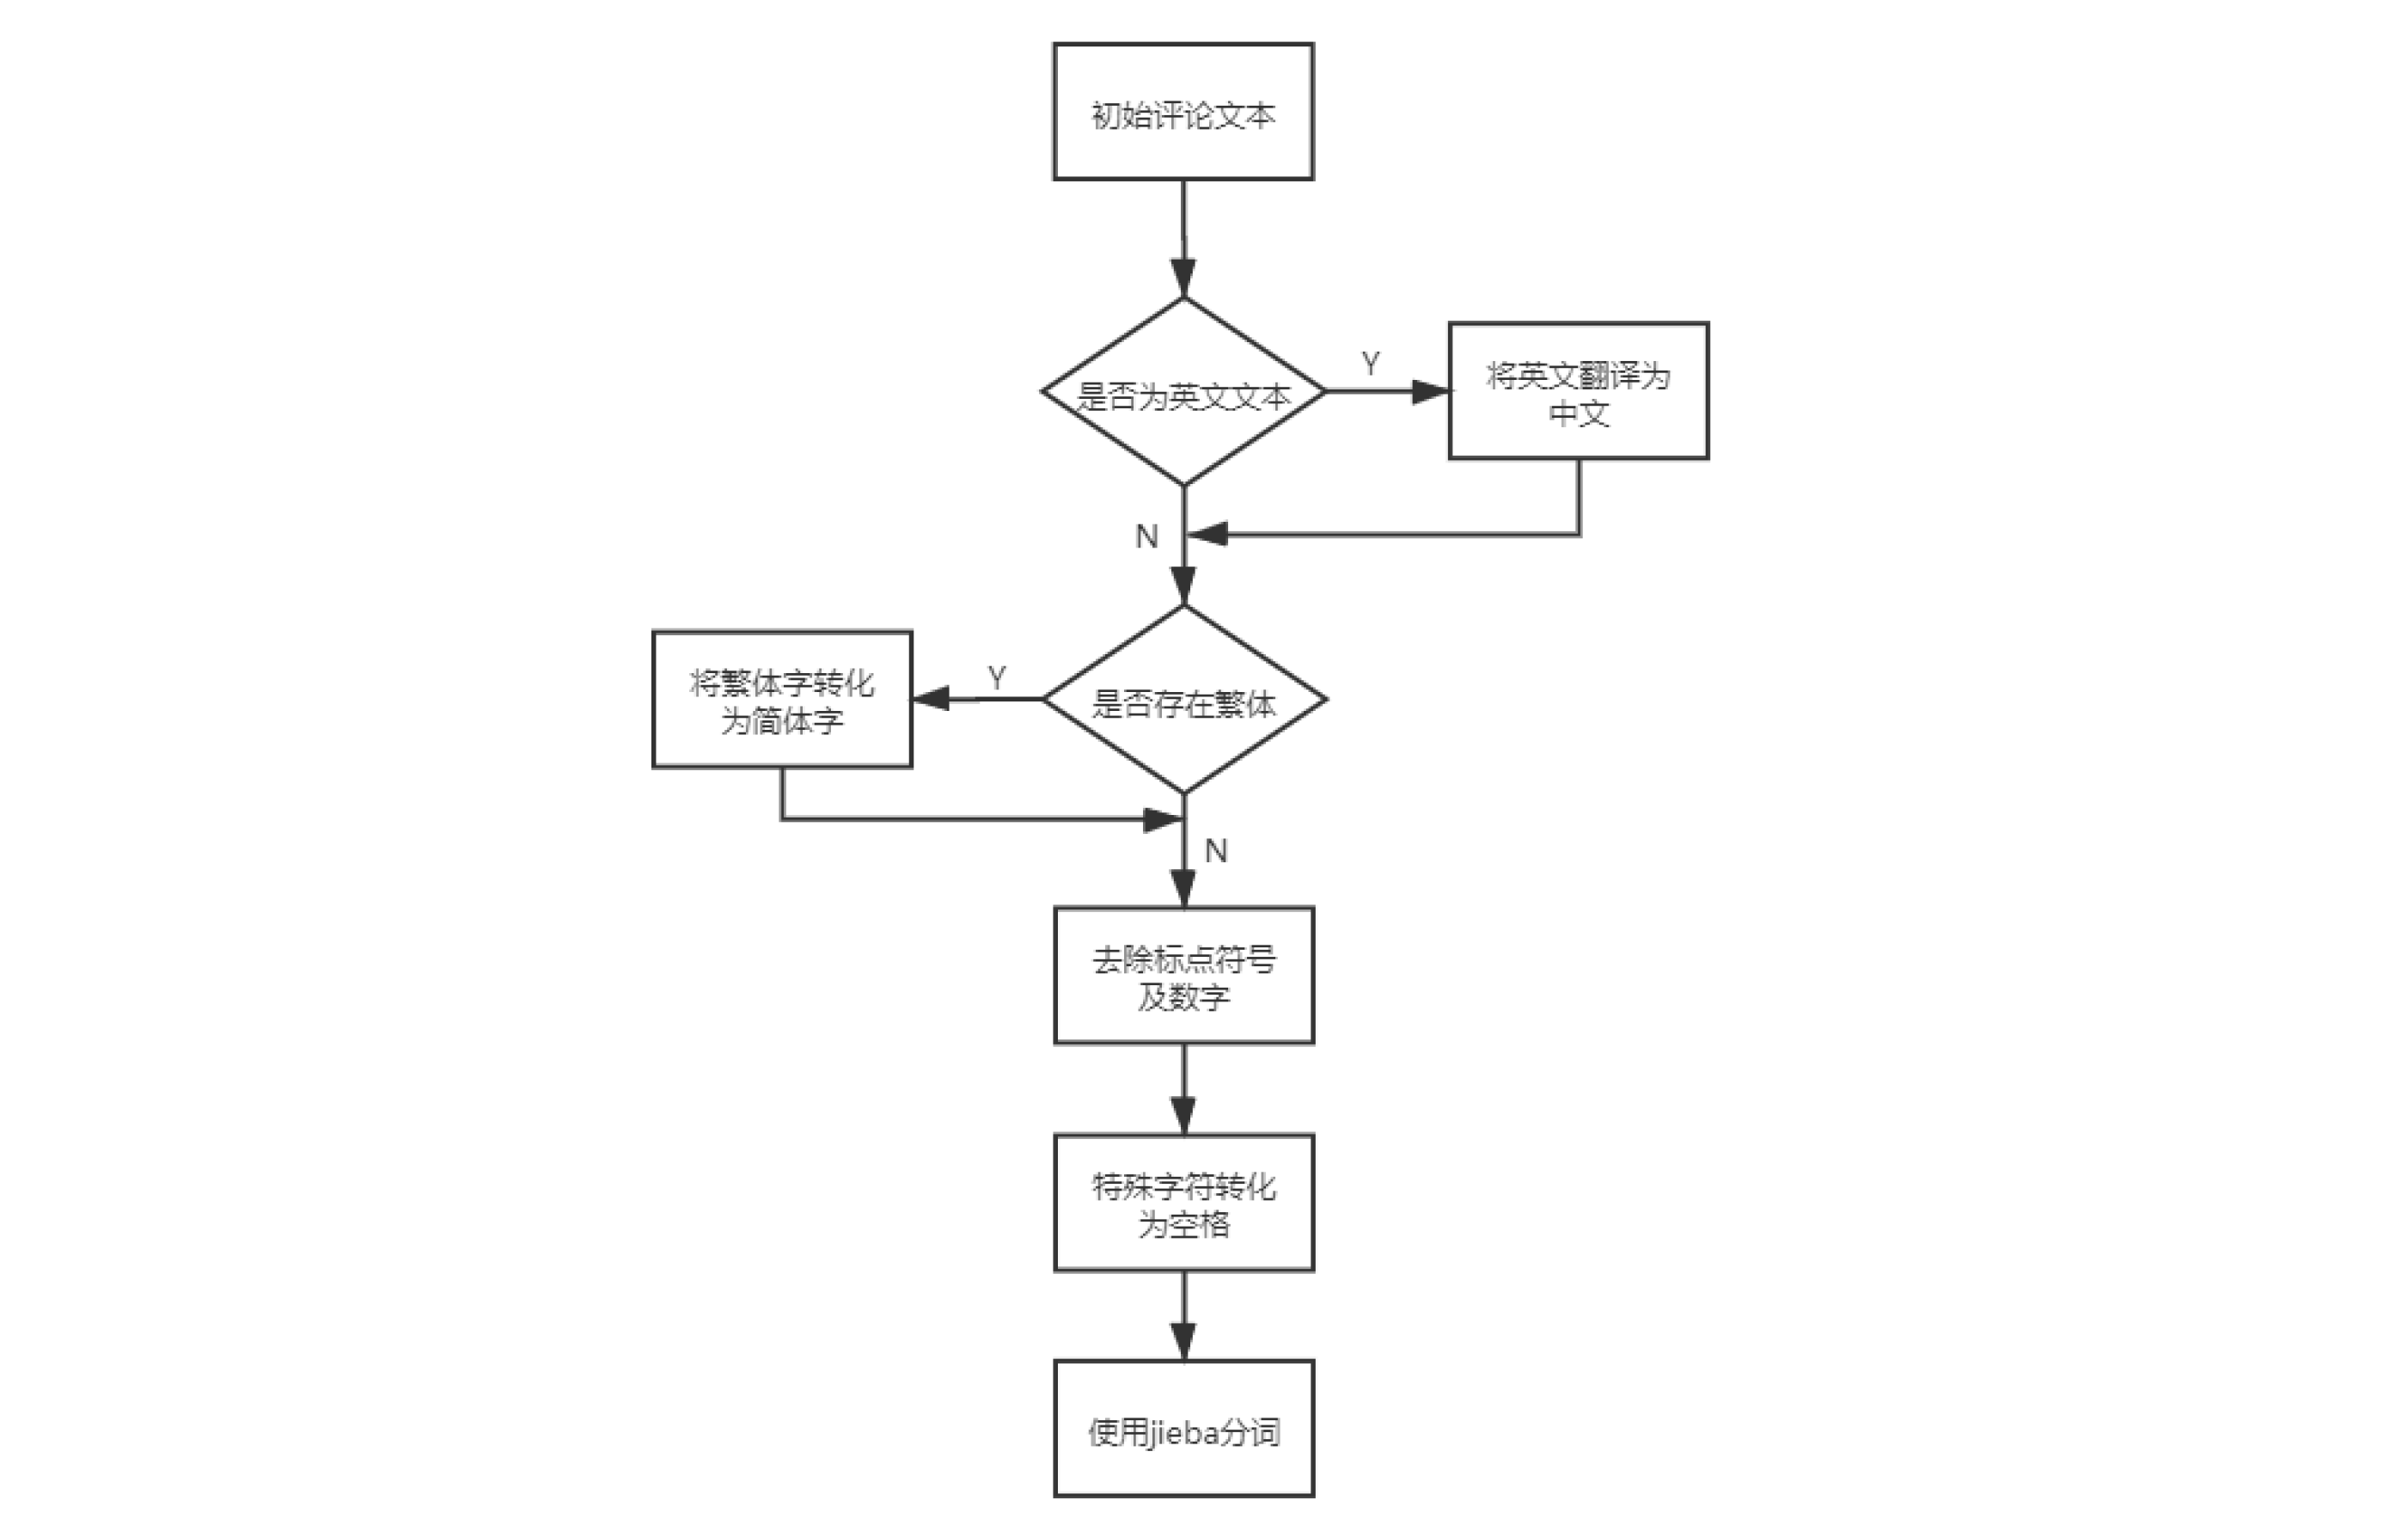 初始评论文本
是否为英文文本
Y
将英文翻译为
中文
N
是否存在繁体
Y
将繁体字转化
为简体字
N
去除标点符号
及数字
特殊字符转化
为空格
使用jieba分词